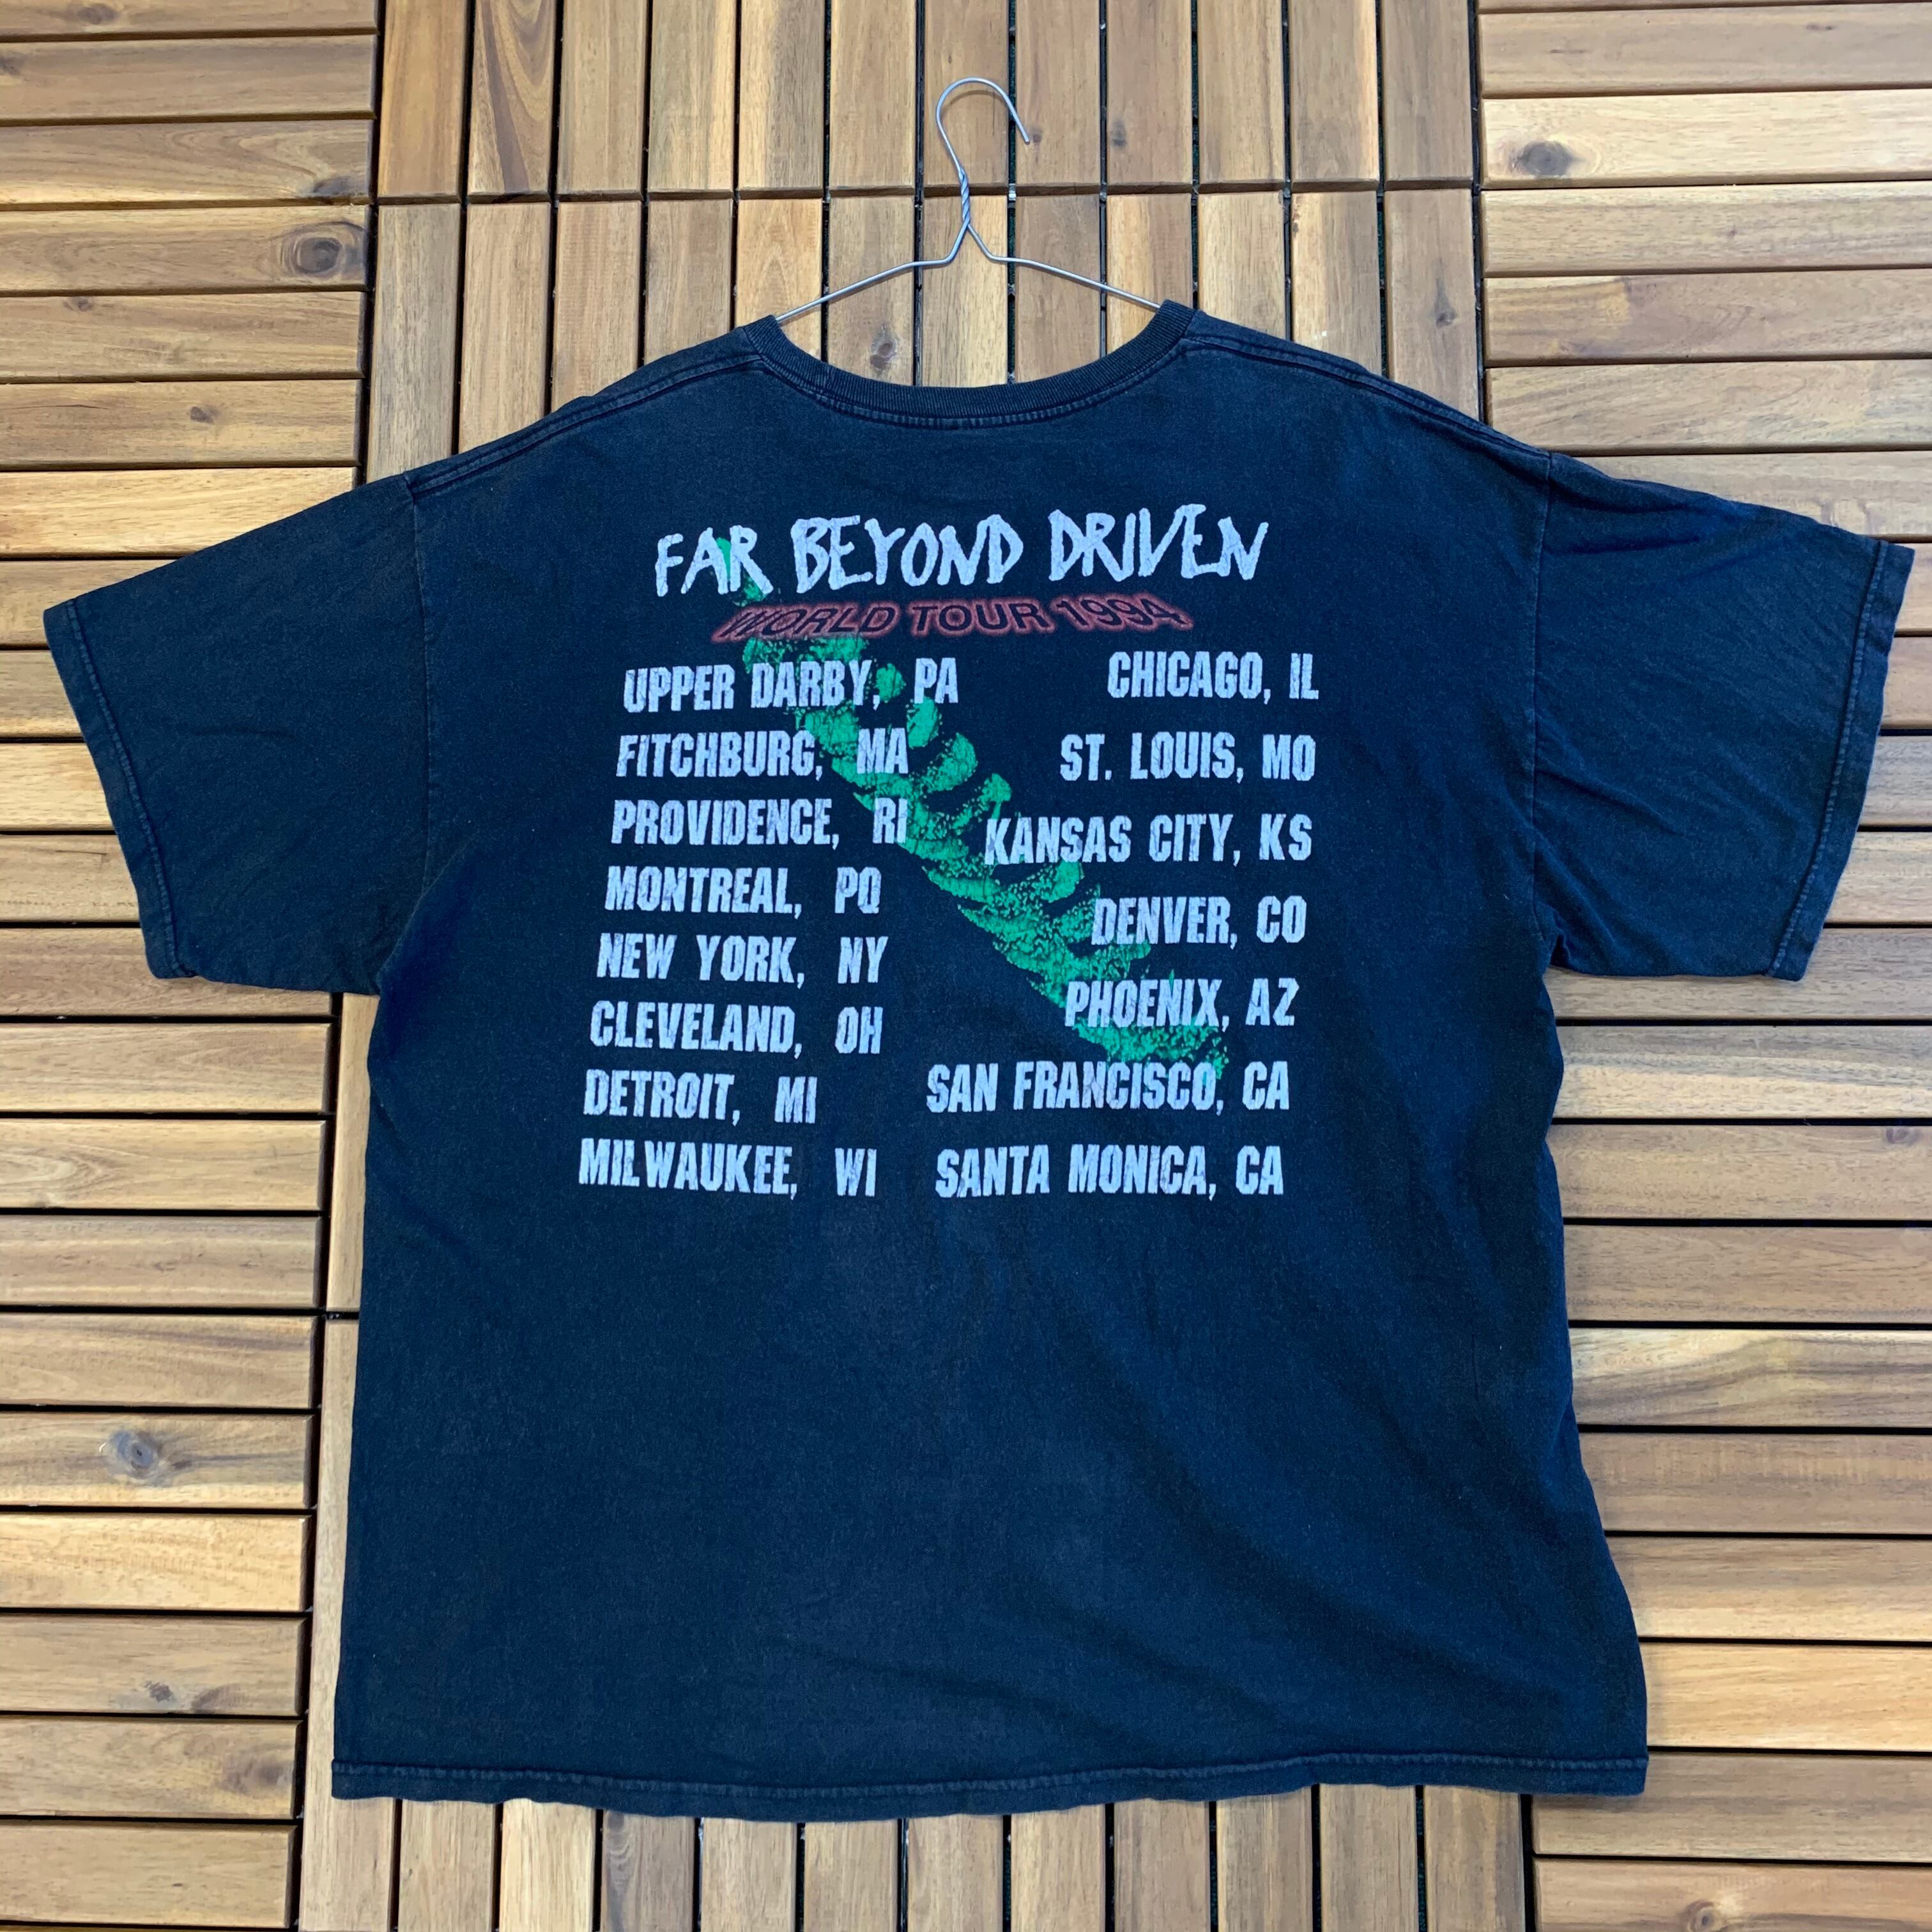 FAR BEYOND DRIVEN
WORLD TOUR 1994
UPPER DARBY, PA
FITCHBURG, MA
PROVIDENCE, RI
MONTREAL, PQ
NEW YORK, NY
CLEVELAND, OH
DETROIT, MI
MILWAUKEE, WI
CHICAGO, IL
ST. LOUIS, MO
KANSAS CITY, KS
DENVER, CO
PHOENIX, AZ
SAN FRANCISCO, CA
SANTA MONICA, CA